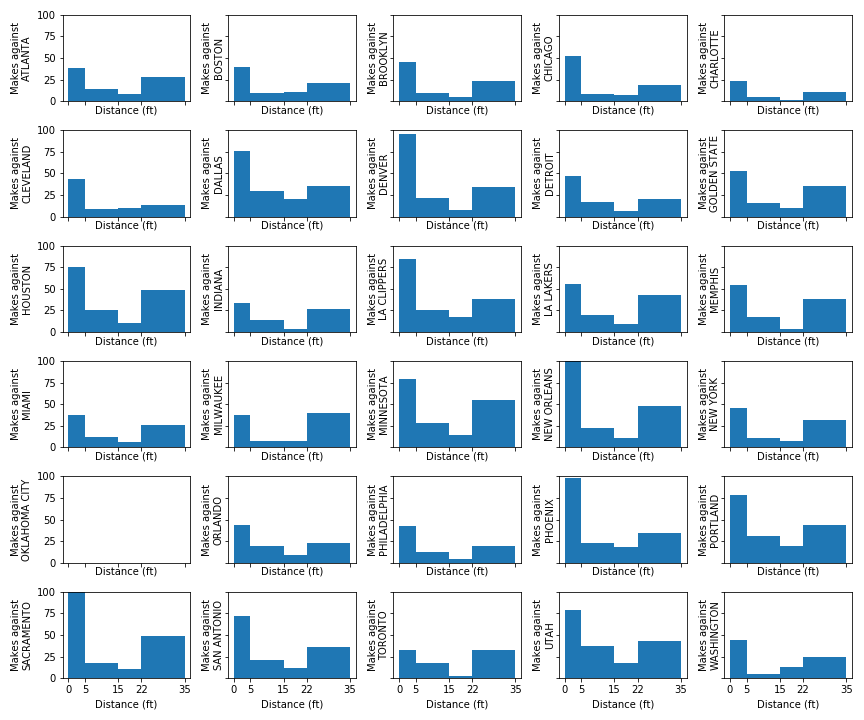 100
75
50
25
0
Makes against
ATLANTA
Distance (ft)
Makes against
BOSTON
Distance (ft)
Makes against
BROOKLYN
Distance (ft)
Makes against
CHICAGO
Distance (ft)
Makes against
CHARLOTTE
Distance (ft)
100
75
50
25
0
Makes against
CLEVELAND
Distance (ft)
Makes against
DALLAS
Distance (ft)
Makes against
DENVER
Distance (ft)
Makes against
DETROIT
Distance (ft)
Makes against
GOLDEN STATE
Distance (ft)
100
75
50
25
0
Makes against
HOUSTON
Distance (ft)
Makes against
INDIANA
Distance (ft)
Makes against
LA CLIPPERS
Distance (ft)
Makes against
LA LAKERS
Distance (ft)
Makes against
MEMPHIS
Distance (ft)
100
75
50
25
0
Makes against
MIAMI
Distance (ft)
Makes against
MILWAUKEE
Distance (ft)
Makes against
MINNESOTA
Distance (ft)
Makes against
NEW ORLEANS
Distance (ft)
Makes against
NEW YORK
Distance (ft)
100
75
50
25
0
Makes against
OKLAHOMA CITY
Distance (ft)
Makes against
ORLANDO
Distance (ft)
Makes against
PHILADELPHIA
Distance (ft)
Makes against
PHOENIX
Distance (ft)
Makes against
PORTLAND
Distance (ft)
100
75
50
25
0
Makes against
SACRAMENTO
0 5 15 22 35
Distance (ft)
Makes against
SAN ANTONIO
0 5 15 22 35
Distance (ft)
Makes against
TORONTO
0 5 15 22 35
Distance (ft)
Makes against
UTAH
0 5 15 22 35
Distance (ft)
Makes against
WASHINGTON
0 5 15 22 35
Distance (ft)